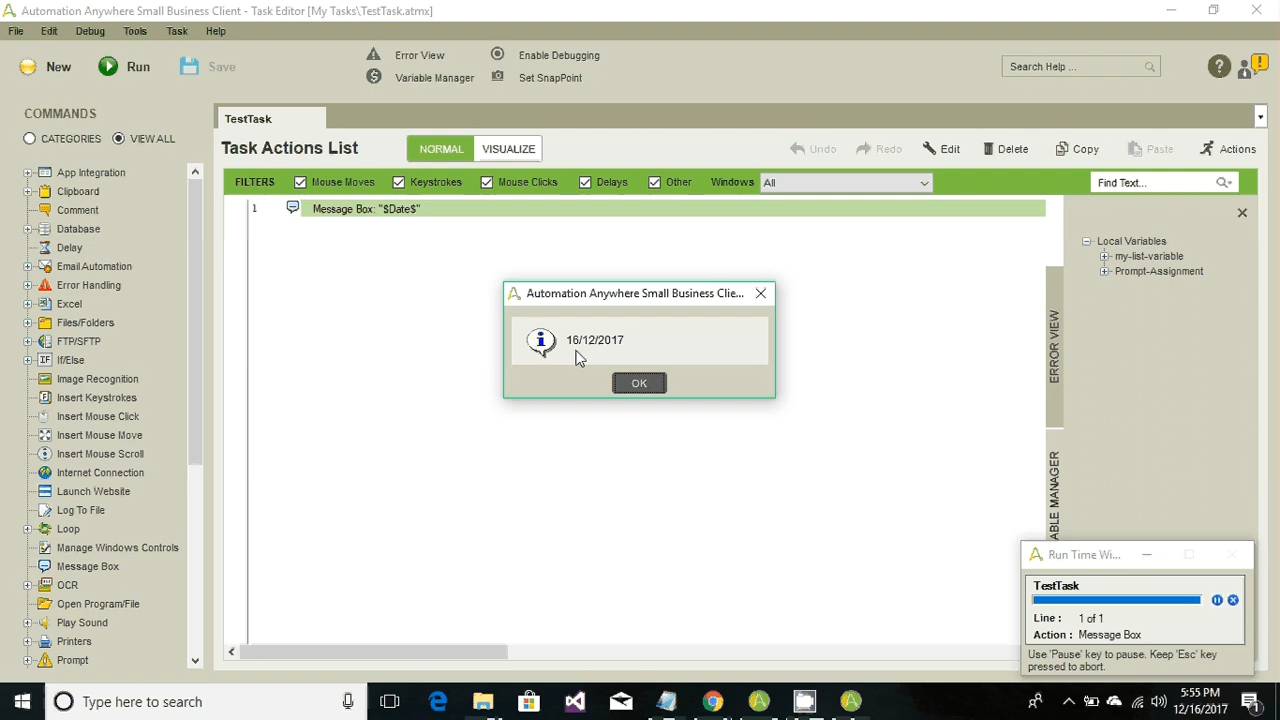 Automation Anywhere Small Business Client - Task Editor [My Tasks\TestTask.atmx]
File Edit Debug Tools Task Help
New Run Save
Error View Enable Debugging
Variable Manager Set SnapPoint
Search Help ...
COMMANDS
CATEGORIES VIEW ALL
App Integration
Clipboard
Comment
Database
Delay
Email Automation
Error Handling
Excel
Files/Folders
FTP/SFTP
If/Else
Image Recognition
Insert Keystrokes
Insert Mouse Click
Insert Mouse Move
Insert Mouse Scroll
Internet Connection
Launch Website
Log To File
Loop
Manage Windows Controls
Message Box
OCR
Open Program/File
Play Sound
Printers
Prompt
TestTask
Task Actions List NORMAL VISUALIZE Undo Redo Edit Delete Copy Paste Actions
FILTERS Mouse Moves Keystrokes Mouse Clicks Delays Other Windows All Find Text...
1 Message Box: "$Date$"
Automation Anywhere Small Business Clie...
16/12/2017
OK
ERROR VIEW
ABLE MANAGER
Local Variables
my-list-variable
Prompt-Assignment
Run Time Wi...
TestTask
Line : 1 of 1
Action : Message Box
Use 'Pause' key to pause. Keep 'Esc' key
pressed to abort.
Type here to search
5:55 PM
12/16/2017
1